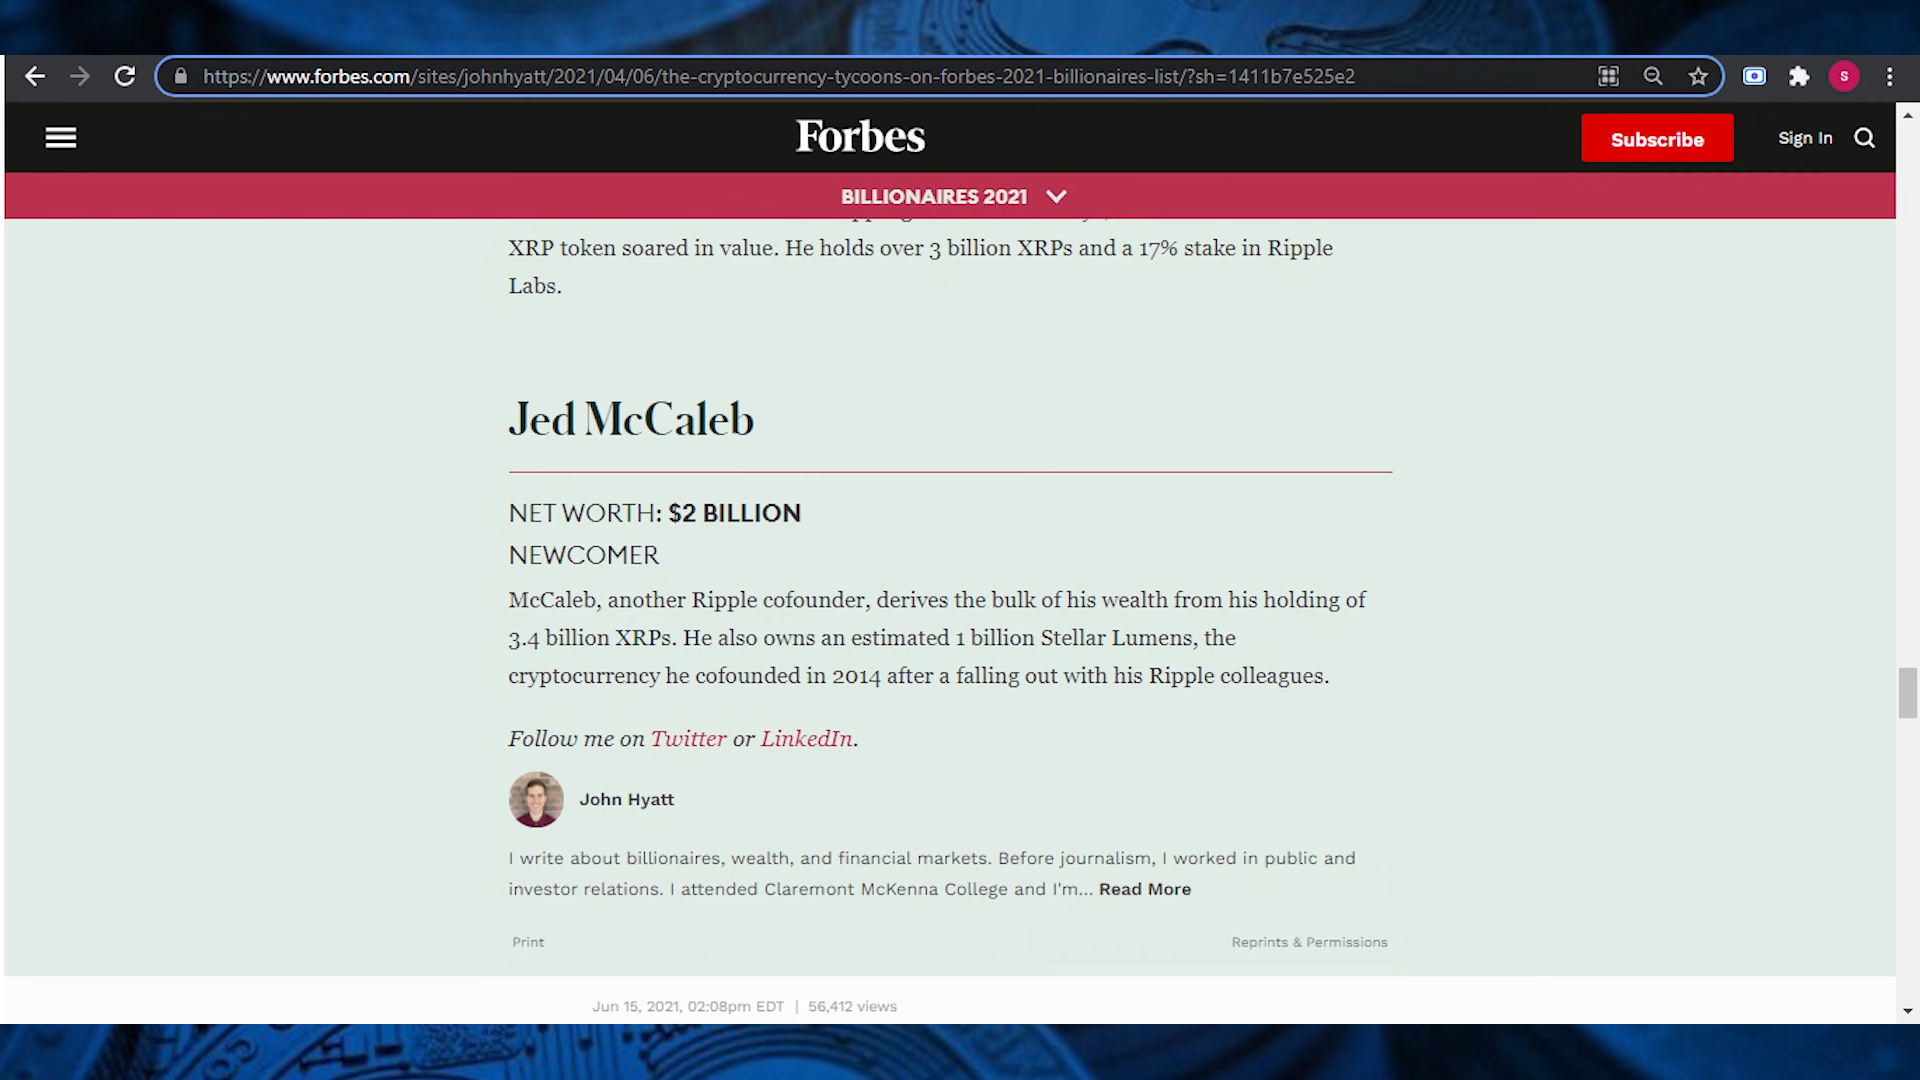 https://www.forbes.com/sites/johnhyatt/2021/04/06/the-cryptocurrency-tycoons-on-forbes-2021-billionaires-list/?sh=1411b7e525e2
S
Forbes
Subscribe
Sign In
BILLIONAIRES 2021
XRP token soared in value. He holds over 3 billion XRPs and a 17% stake in Ripple
Labs.
Jed McCaleb
NET WORTH: $2 BILLION
NEWCOMER
McCaleb, another Ripple cofounder, derives the bulk of his wealth from his holding of
3.4 billion XRPs. He also owns an estimated 1 billion Stellar Lumens, the
cryptocurrency he cofounded in 2014 after a falling out with his Ripple colleagues.
Follow me on Twitter or LinkedIn.
John Hyatt
I write about billionaires, wealth, and financial markets. Before journalism, I worked in public and
investor relations. I attended Claremont McKenna College and I'm... Read More
Print
Reprints & Permissions
Jun 15, 2021, 02:08pm EDT | 56,412 views